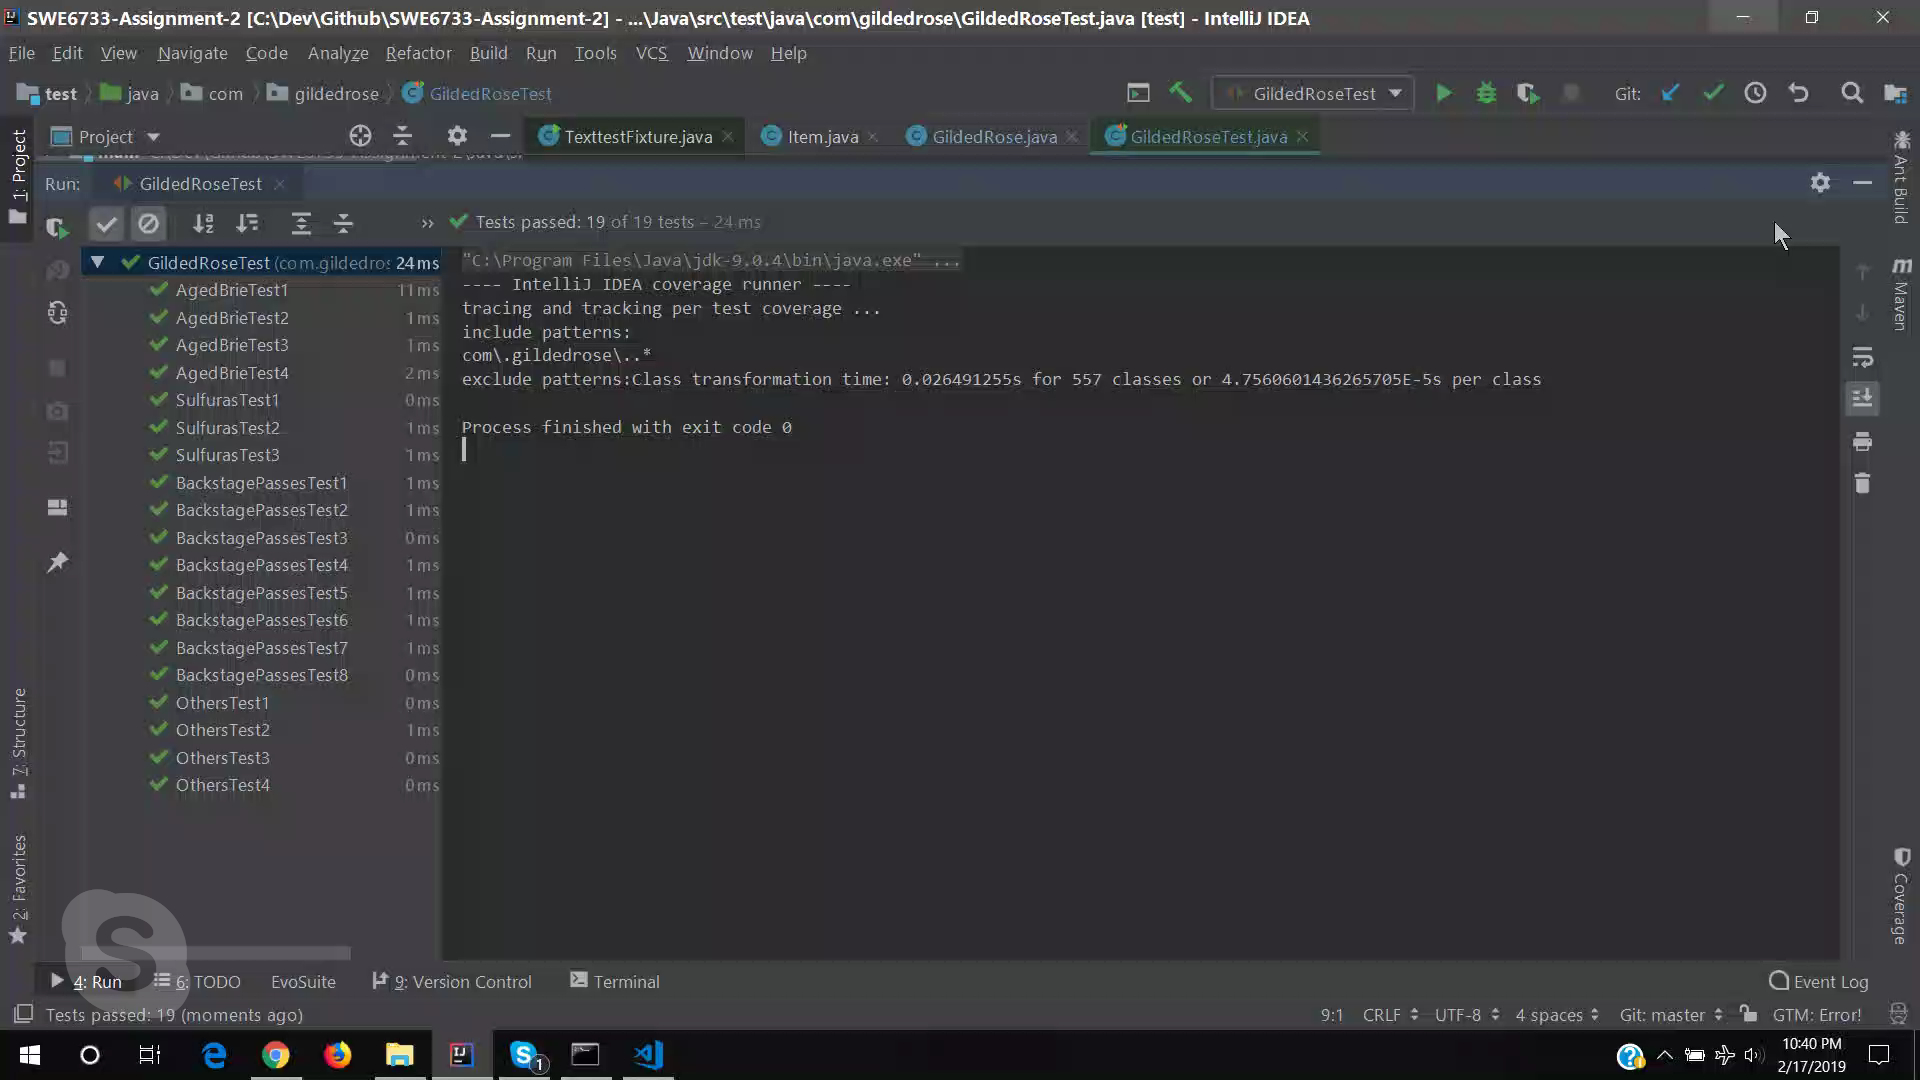 SWE6733-Assignment-2 [C:\Dev\Github\SWE6733-Assignment-2] - ...\Java\src\test\java\com\gildedrose\GildedRoseTest.java [test] - IntelliJ IDEA
File Edit View Navigate Code Analyze Refactor Build Run Tools VCS Window Help
test java com gildedrose GildedRoseTest GildedRoseTest Git:
1: Project
Project TexttestFixture.java Item.java GildedRose.java GildedRoseTest.java
Ant Build
Run: GildedRoseTest
» Tests passed: 19 of 19 tests – 24 ms
GildedRoseTest (com.gildedros 24 ms
AgedBrieTest1 11 ms
AgedBrieTest2 1 ms
AgedBrieTest3 1 ms
AgedBrieTest4 2 ms
SulfurasTest1 0 ms
SulfurasTest2 1 ms
SulfurasTest3 1 ms
BackstagePassesTest1 1 ms
BackstagePassesTest2 1 ms
BackstagePassesTest3 0 ms
BackstagePassesTest4 1 ms
BackstagePassesTest5 1 ms
BackstagePassesTest6 1 ms
BackstagePassesTest7 1 ms
BackstagePassesTest8 0 ms
OthersTest1 0 ms
OthersTest2 1 ms
OthersTest3 0 ms
OthersTest4 0 ms
"C:\Program Files\Java\jdk-9.0.4\bin\java.exe" ...
---- IntelliJ IDEA coverage runner ----
tracing and tracking per test coverage ...
include patterns:
com\.gildedrose\..*
exclude patterns:Class transformation time: 0.026491255s for 557 classes or 4.7560601436265705E-5s per class
Process finished with exit code 0
Maven
7: Structure
2: Favorites
Coverage
4: Run 6: TODO EvoSuite 9: Version Control Terminal Event Log
Tests passed: 19 (moments ago) 9:1 CRLF UTF-8 4 spaces Git: master GTM: Error!
1
10:40 PM
2/17/2019